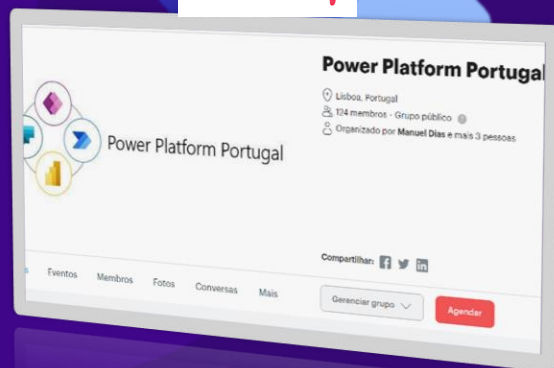 Power Platform Portugal
Lisboa, Portugal
124 membros - Grupo público
Organizado por Manuel Dias e mais 3 pessoas
Power Platform Portugal
Compartilhar:
Eventos Membros Fotos Conversas Mais
Gerenciar grupo
Agendar